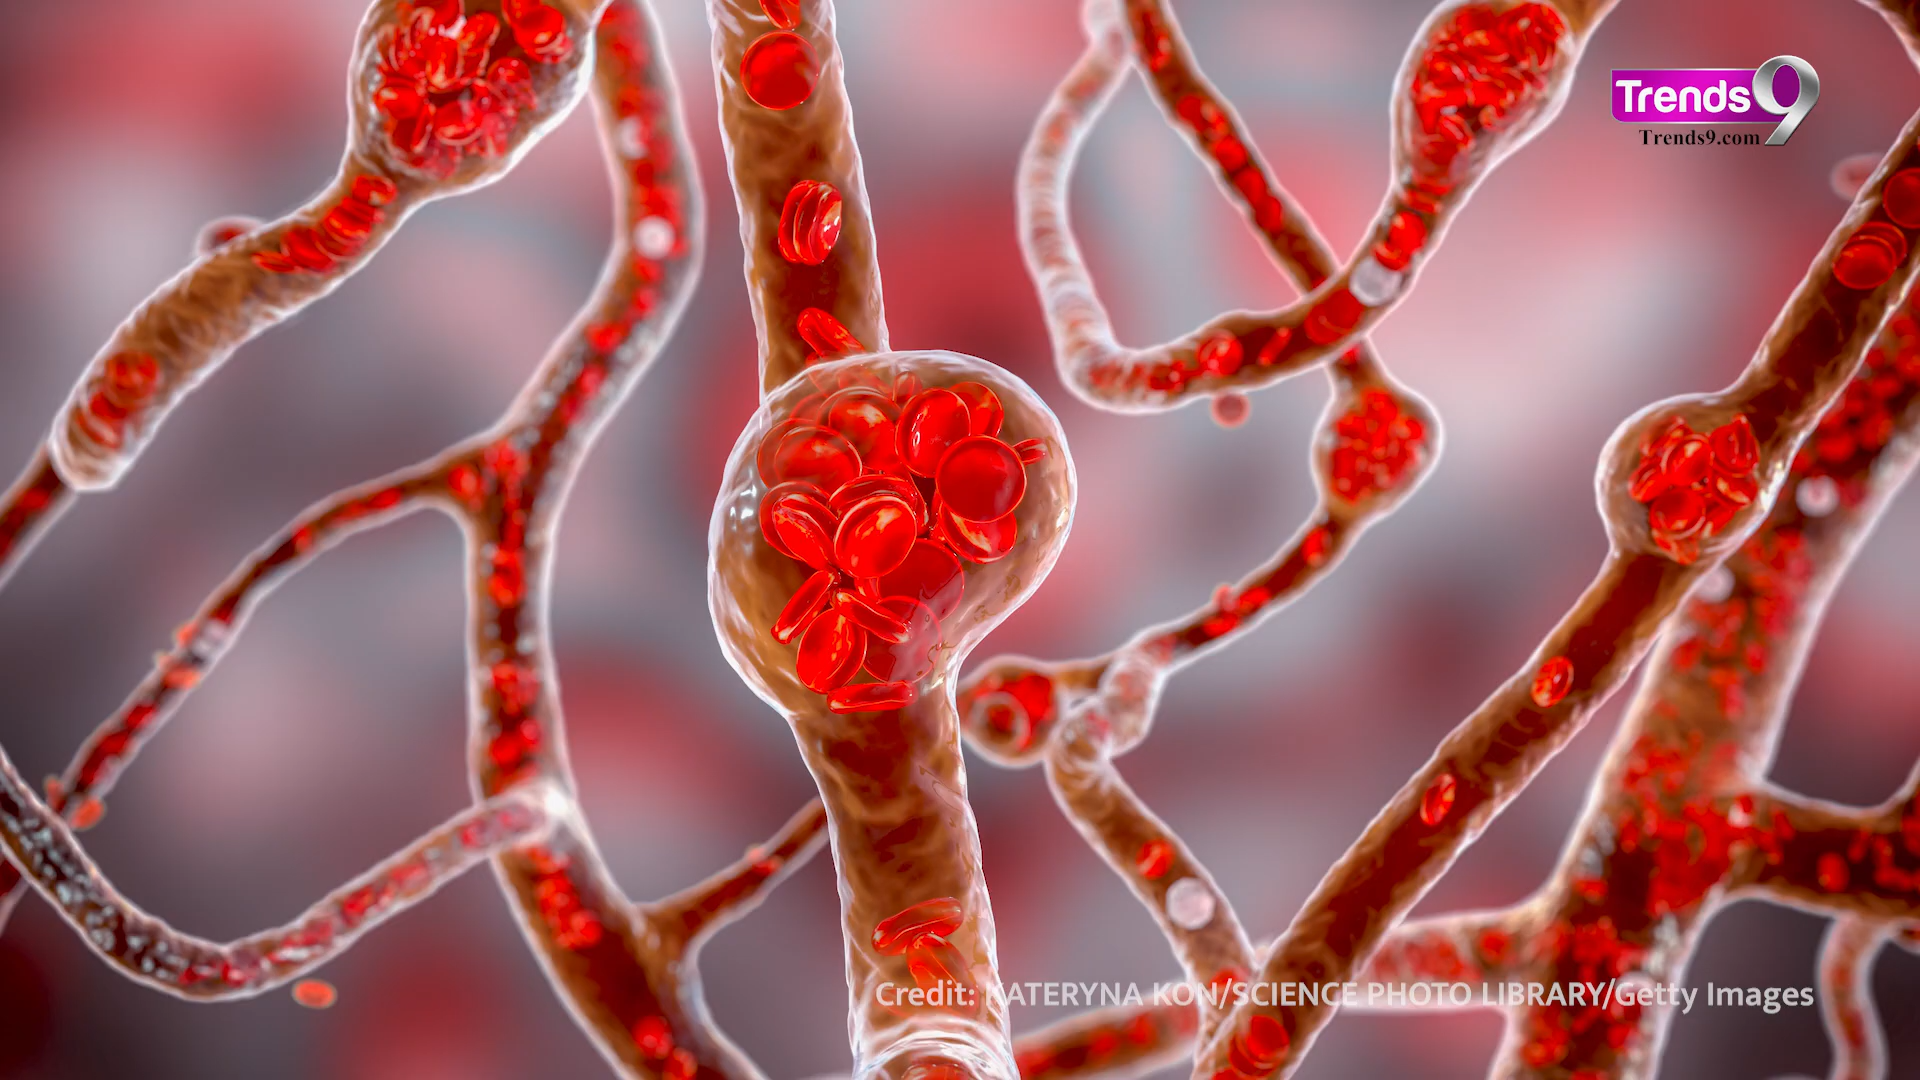 Trends9
Trends9.com
Credit: KATERYNA KON/SCIENCE PHOTO LIBRARY/Getty Images